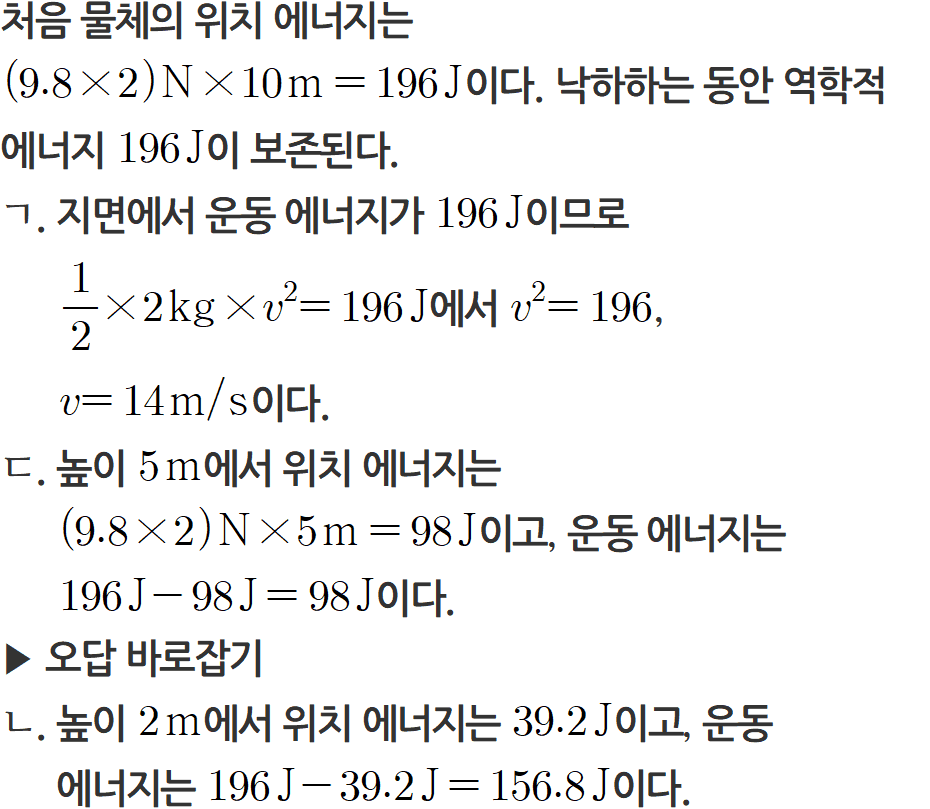 처음 물체의 위치 에너지는
(9.8×2)N×10m=196J이다. 낙하하는 동안 역학적
에너지 196J이 보존된다.
ㄱ. 지면에서 운동 에너지가 196J이므로
1/2×2kg×v²=196J에서 v²=196,
v=14m/s이다.
ㄷ. 높이 5m에서 위치 에너지는
(9.8×2)N×5m=98J이고, 운동 에너지는
196J-98J=98J이다.
▶ 오답 바로잡기
ㄴ. 높이 2m에서 위치 에너지는 39.2J이고, 운동
에너지는 196J-39.2J=156.8J이다.